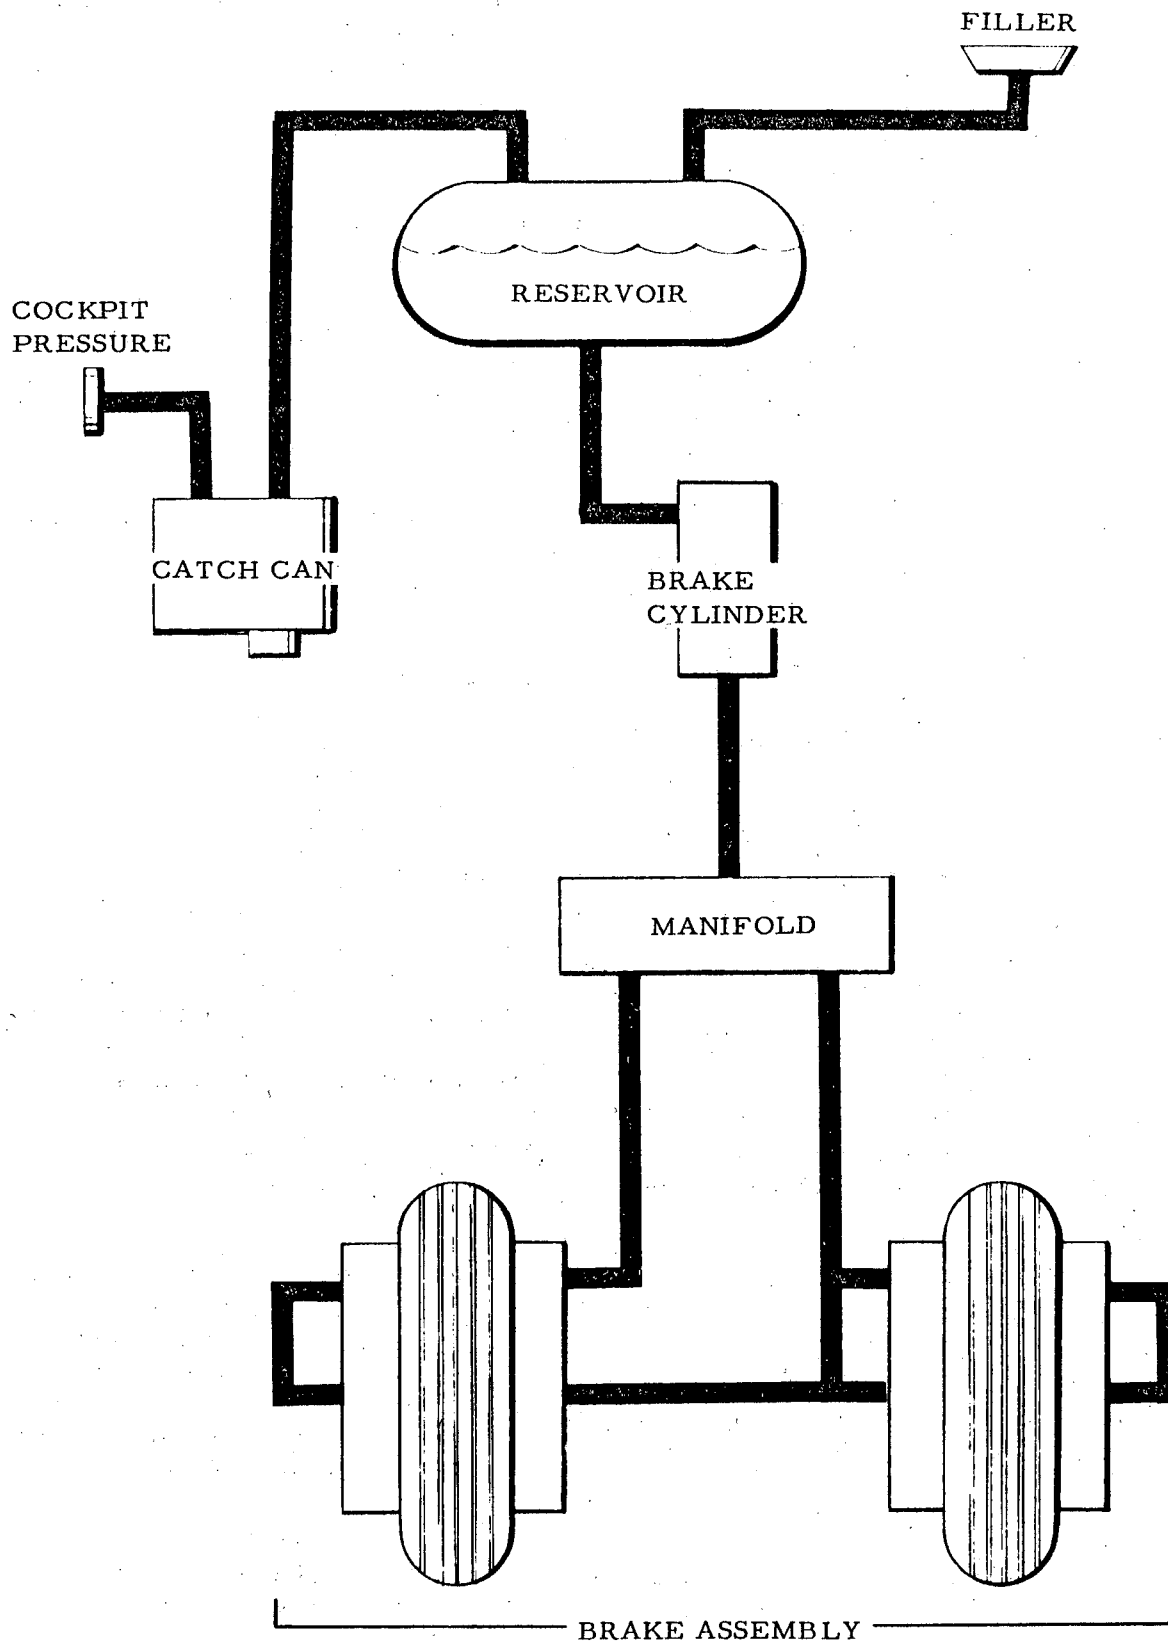 FILLER
RESERVOIR
COCKPIT
PRESSURE
CATCH CAN
BRAKE
CYLINDER
MANIFOLD
BRAKE ASSEMBLY